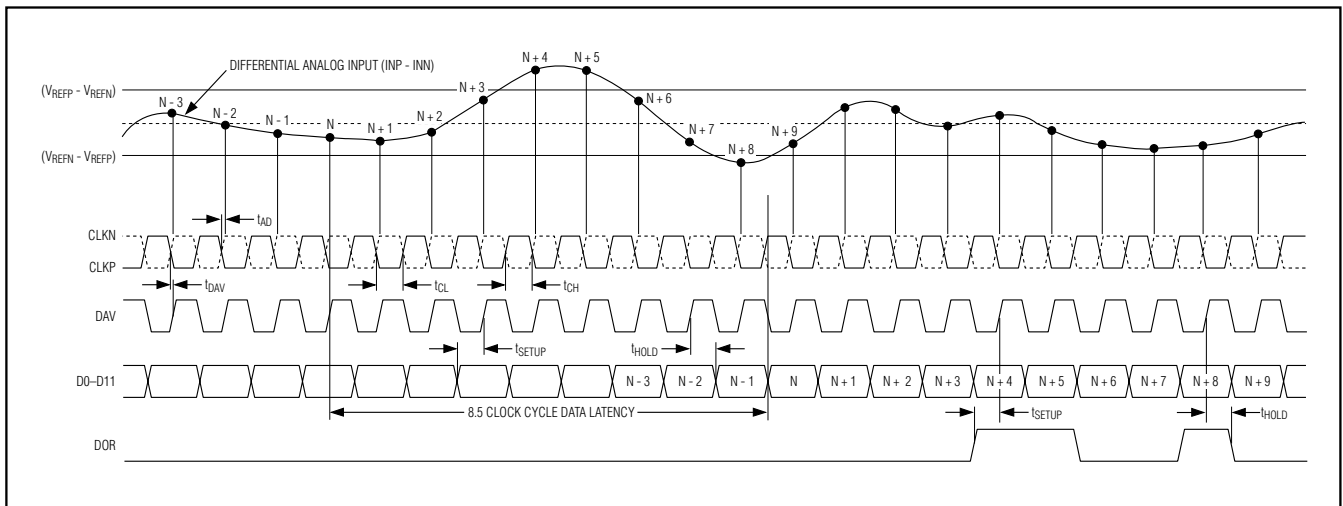 N + 4 N + 5
DIFFERENTIAL ANALOG INPUT (INP - INN)
(VREFP - VREFN)
N + 3
N - 3
N + 6
N - 2
N + 2
N - 1
N
N + 1
N + 7
N + 9
N + 8
(VREFN - VREFP)
tAD
CLKN
CLKP
tDAV
tCL
tCH
DAV
tSETUP
tHOLD
D0–D11
N - 3 N - 2 N - 1 N N + 1 N + 2 N + 3 N + 4 N + 5 N + 6 N + 7 N + 8 N + 9
8.5 CLOCK CYCLE DATA LATENCY
tSETUP
tHOLD
DOR